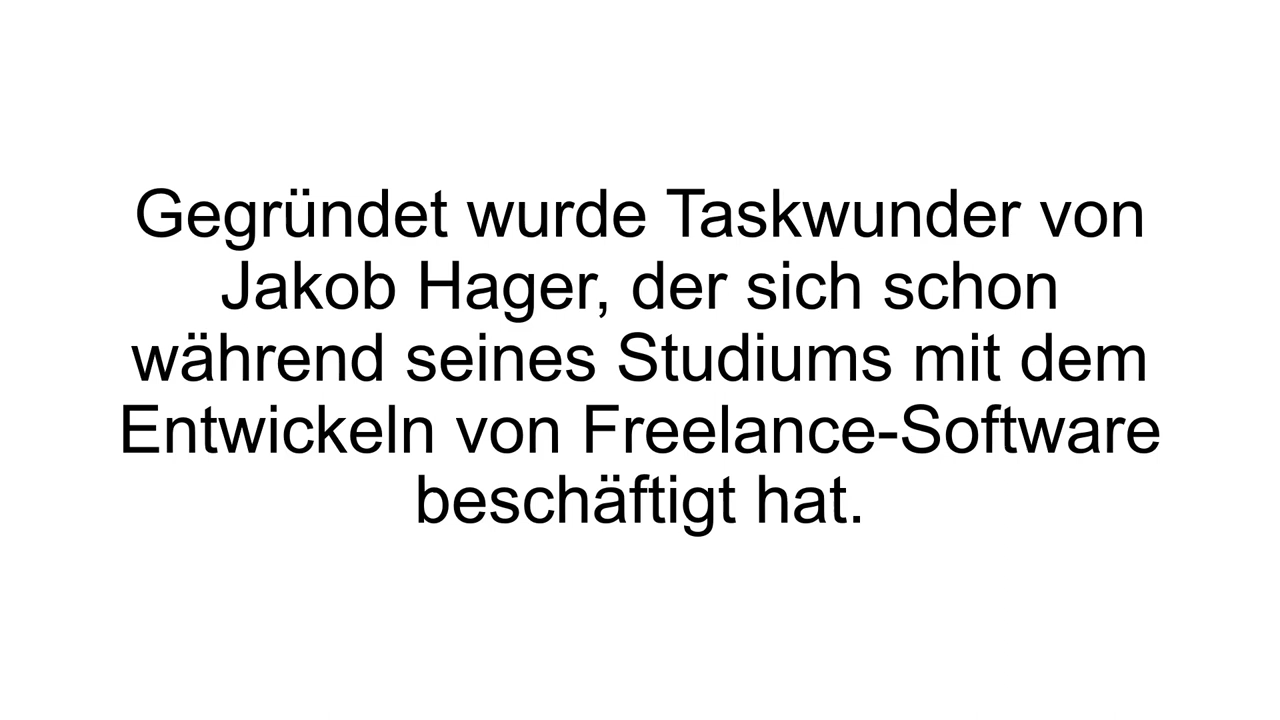 Gegründet wurde Taskwunder von
Jakob Hager, der sich schon
während seines Studiums mit dem
Entwickeln von Freelance-Software
beschäftigt hat.